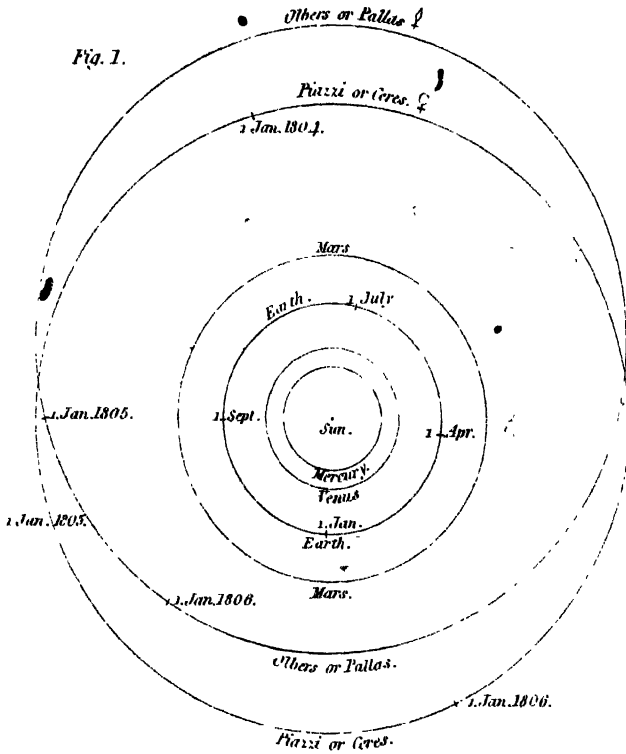 Olbers or Pallas ⚴
Fig. 1.
Piazzi or Ceres. ⚳
1 Jan. 1804.
Mars
Earth.
1 July
1 Jan. 1805.
1 Sept.
Sun.
1 Apr.
Mercury.
Venus
1 Jan. 1805.
1 Jan.
Earth.
Mars.
1 Jan. 1806.
Olbers or Pallas.
1 Jan. 1806.
Piazzi or Ceres.